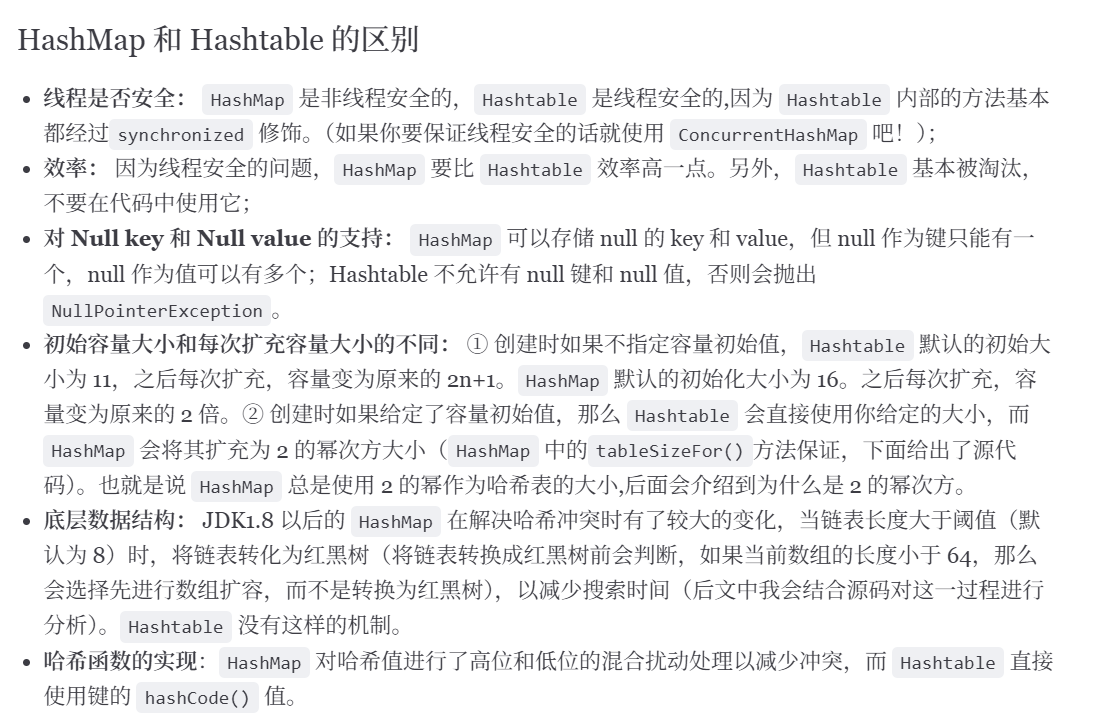 HashMap 和 Hashtable 的区别
线程是否安全： HashMap 是非线程安全的， Hashtable 是线程安全的,因为 Hashtable 内部的方法基本
都经过synchronized 修饰。（如果你要保证线程安全的话就使用 ConcurrentHashMap 吧！）；
效率： 因为线程安全的问题， HashMap 要比 Hashtable 效率高一点。另外， Hashtable 基本被淘汰，
不要在代码中使用它；
对 Null key 和 Null value 的支持： HashMap 可以存储 null 的 key 和 value，但 null 作为键只能有一
个，null 作为值可以有多个；Hashtable 不允许有 null 键和 null 值，否则会抛出
NullPointerException 。
初始容量大小和每次扩充容量大小的不同： ① 创建时如果不指定容量初始值， Hashtable 默认的初始大
小为 11，之后每次扩充，容量变为原来的 2n+1。 HashMap 默认的初始化大小为 16。之后每次扩充，容
量变为原来的 2 倍。② 创建时如果给定了容量初始值，那么 Hashtable 会直接使用你给定的大小，而
HashMap 会将其扩充为 2 的幂次方大小（ HashMap 中的tableSizeFor()方法保证，下面给出了源代
码）。也就是说 HashMap 总是使用 2 的幂作为哈希表的大小,后面会介绍到为什么是 2 的幂次方。
底层数据结构： JDK1.8 以后的 HashMap 在解决哈希冲突时有了较大的变化，当链表长度大于阈值（默
认为 8）时，将链表转化为红黑树（将链表转换成红黑树前会判断，如果当前数组的长度小于 64，那么
会选择先进行数组扩容，而不是转换为红黑树），以减少搜索时间（后文中我会结合源码对这一过程进行
分析）。 Hashtable 没有这样的机制。
哈希函数的实现： HashMap 对哈希值进行了高位和低位的混合扰动处理以减少冲突，而 Hashtable 直接
使用键的 hashCode() 值。